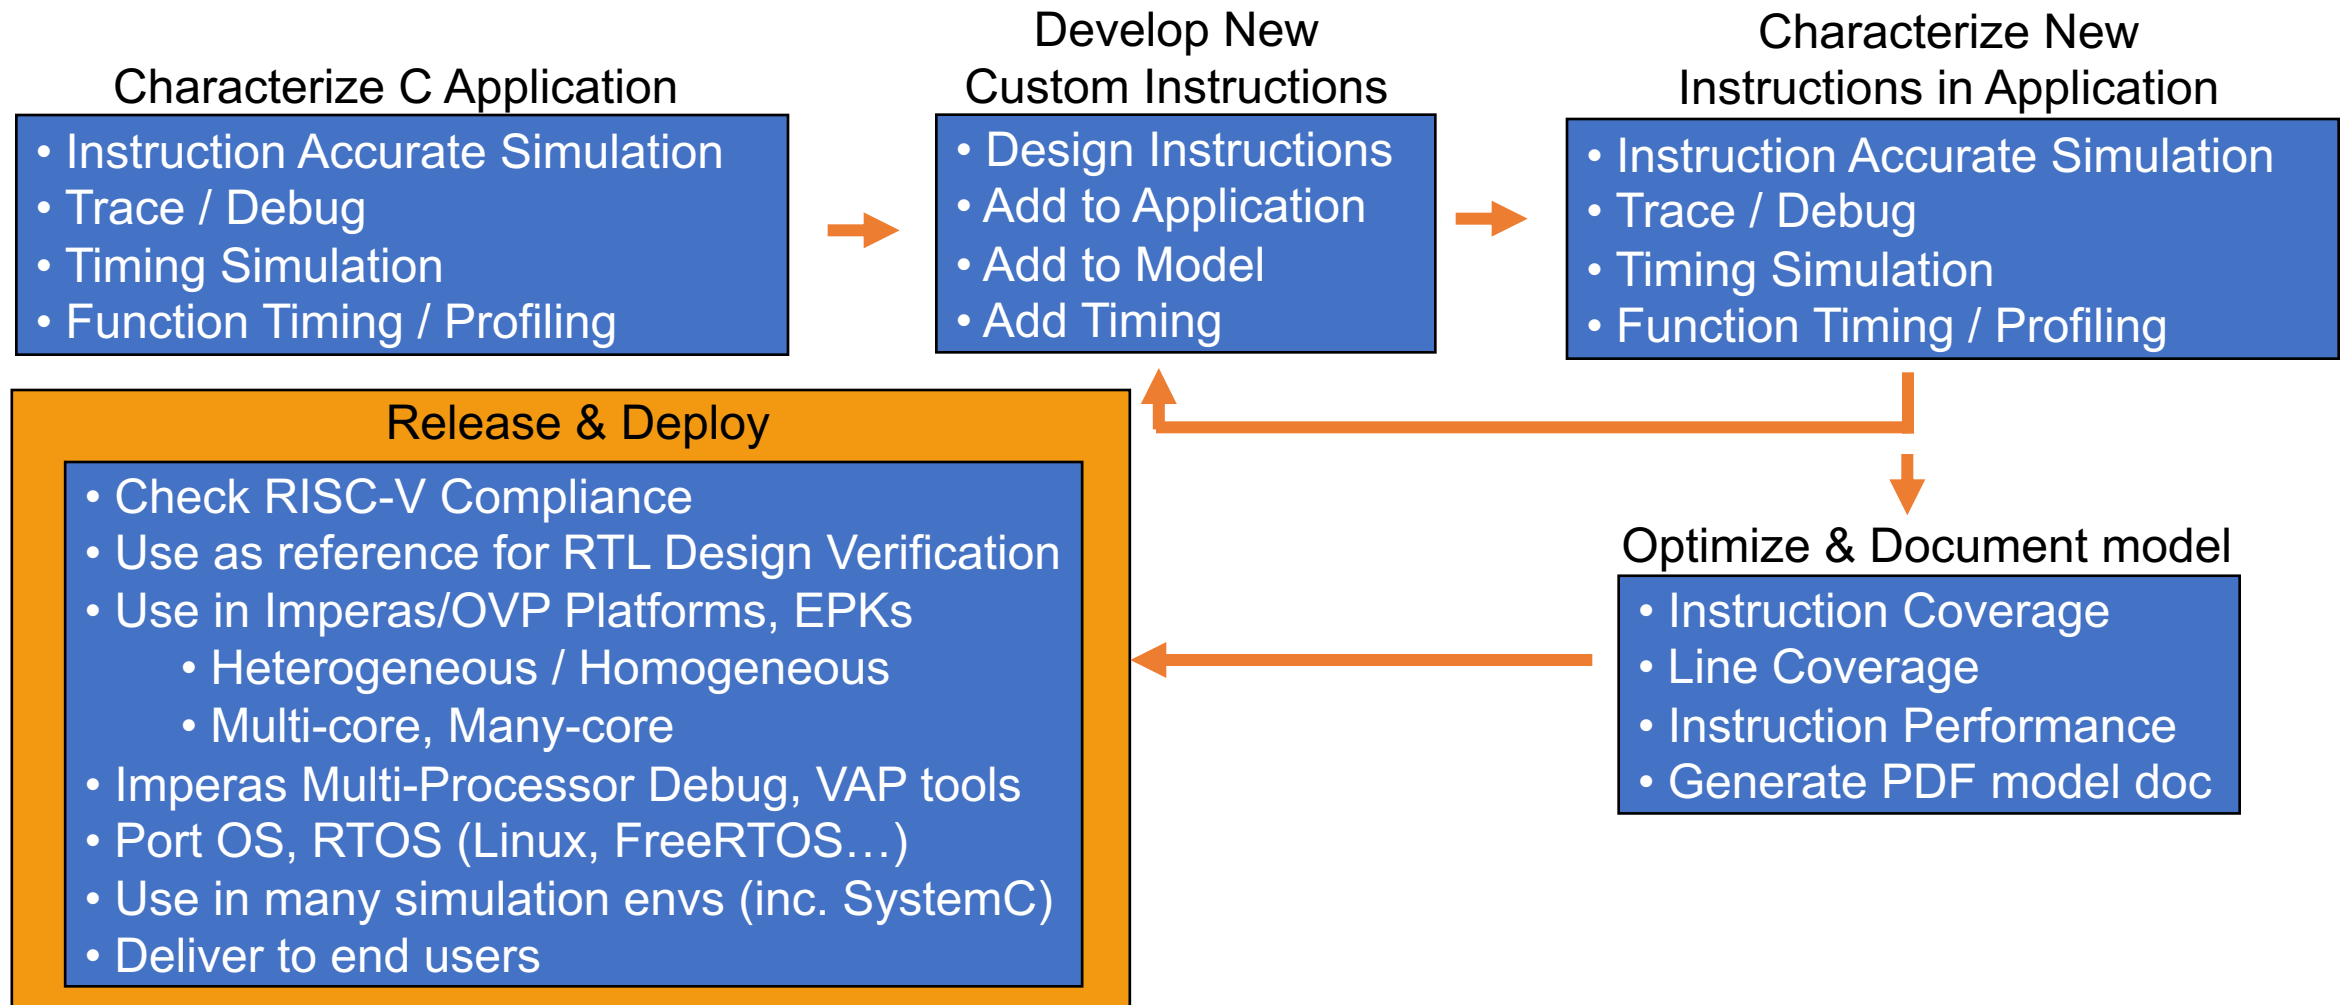 Characterize C Application
• Instruction Accurate Simulation
• Trace / Debug
• Timing Simulation
• Function Timing / Profiling
Develop New
Custom Instructions
• Design Instructions
• Add to Application
• Add to Model
• Add Timing
Characterize New
Instructions in Application
• Instruction Accurate Simulation
• Trace / Debug
• Timing Simulation
• Function Timing / Profiling
Optimize & Document model
• Instruction Coverage
• Line Coverage
• Instruction Performance
• Generate PDF model doc
Release & Deploy
• Check RISC-V Compliance
• Use as reference for RTL Design Verification
• Use in Imperas/OVP Platforms, EPKs
• Heterogeneous / Homogeneous
• Multi-core, Many-core
• Imperas Multi-Processor Debug, VAP tools
• Port OS, RTOS (Linux, FreeRTOS…)
• Use in many simulation envs (inc. SystemC)
• Deliver to end users